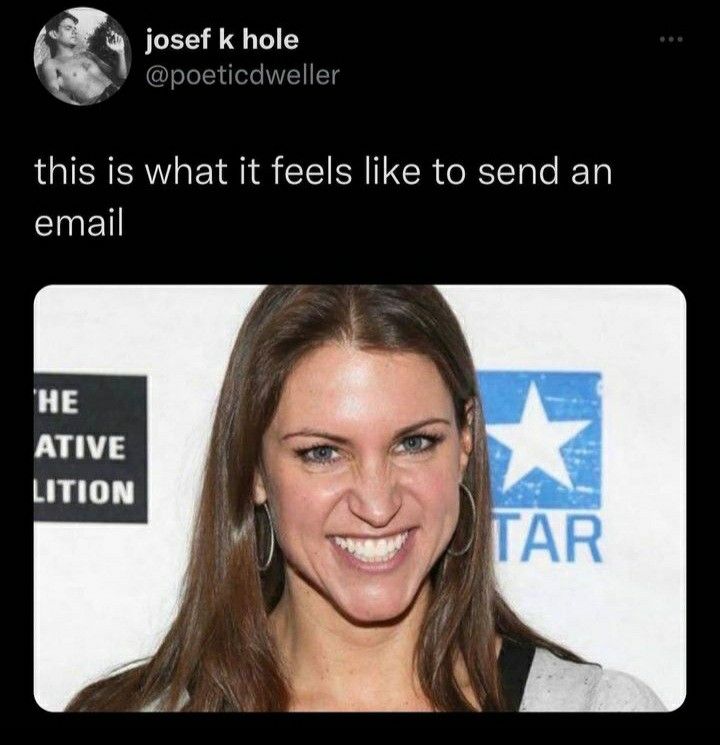 josef k hole
@poeticdweller
this is what it feels like to send an
email
HE
ATIVE
LITION
TAR